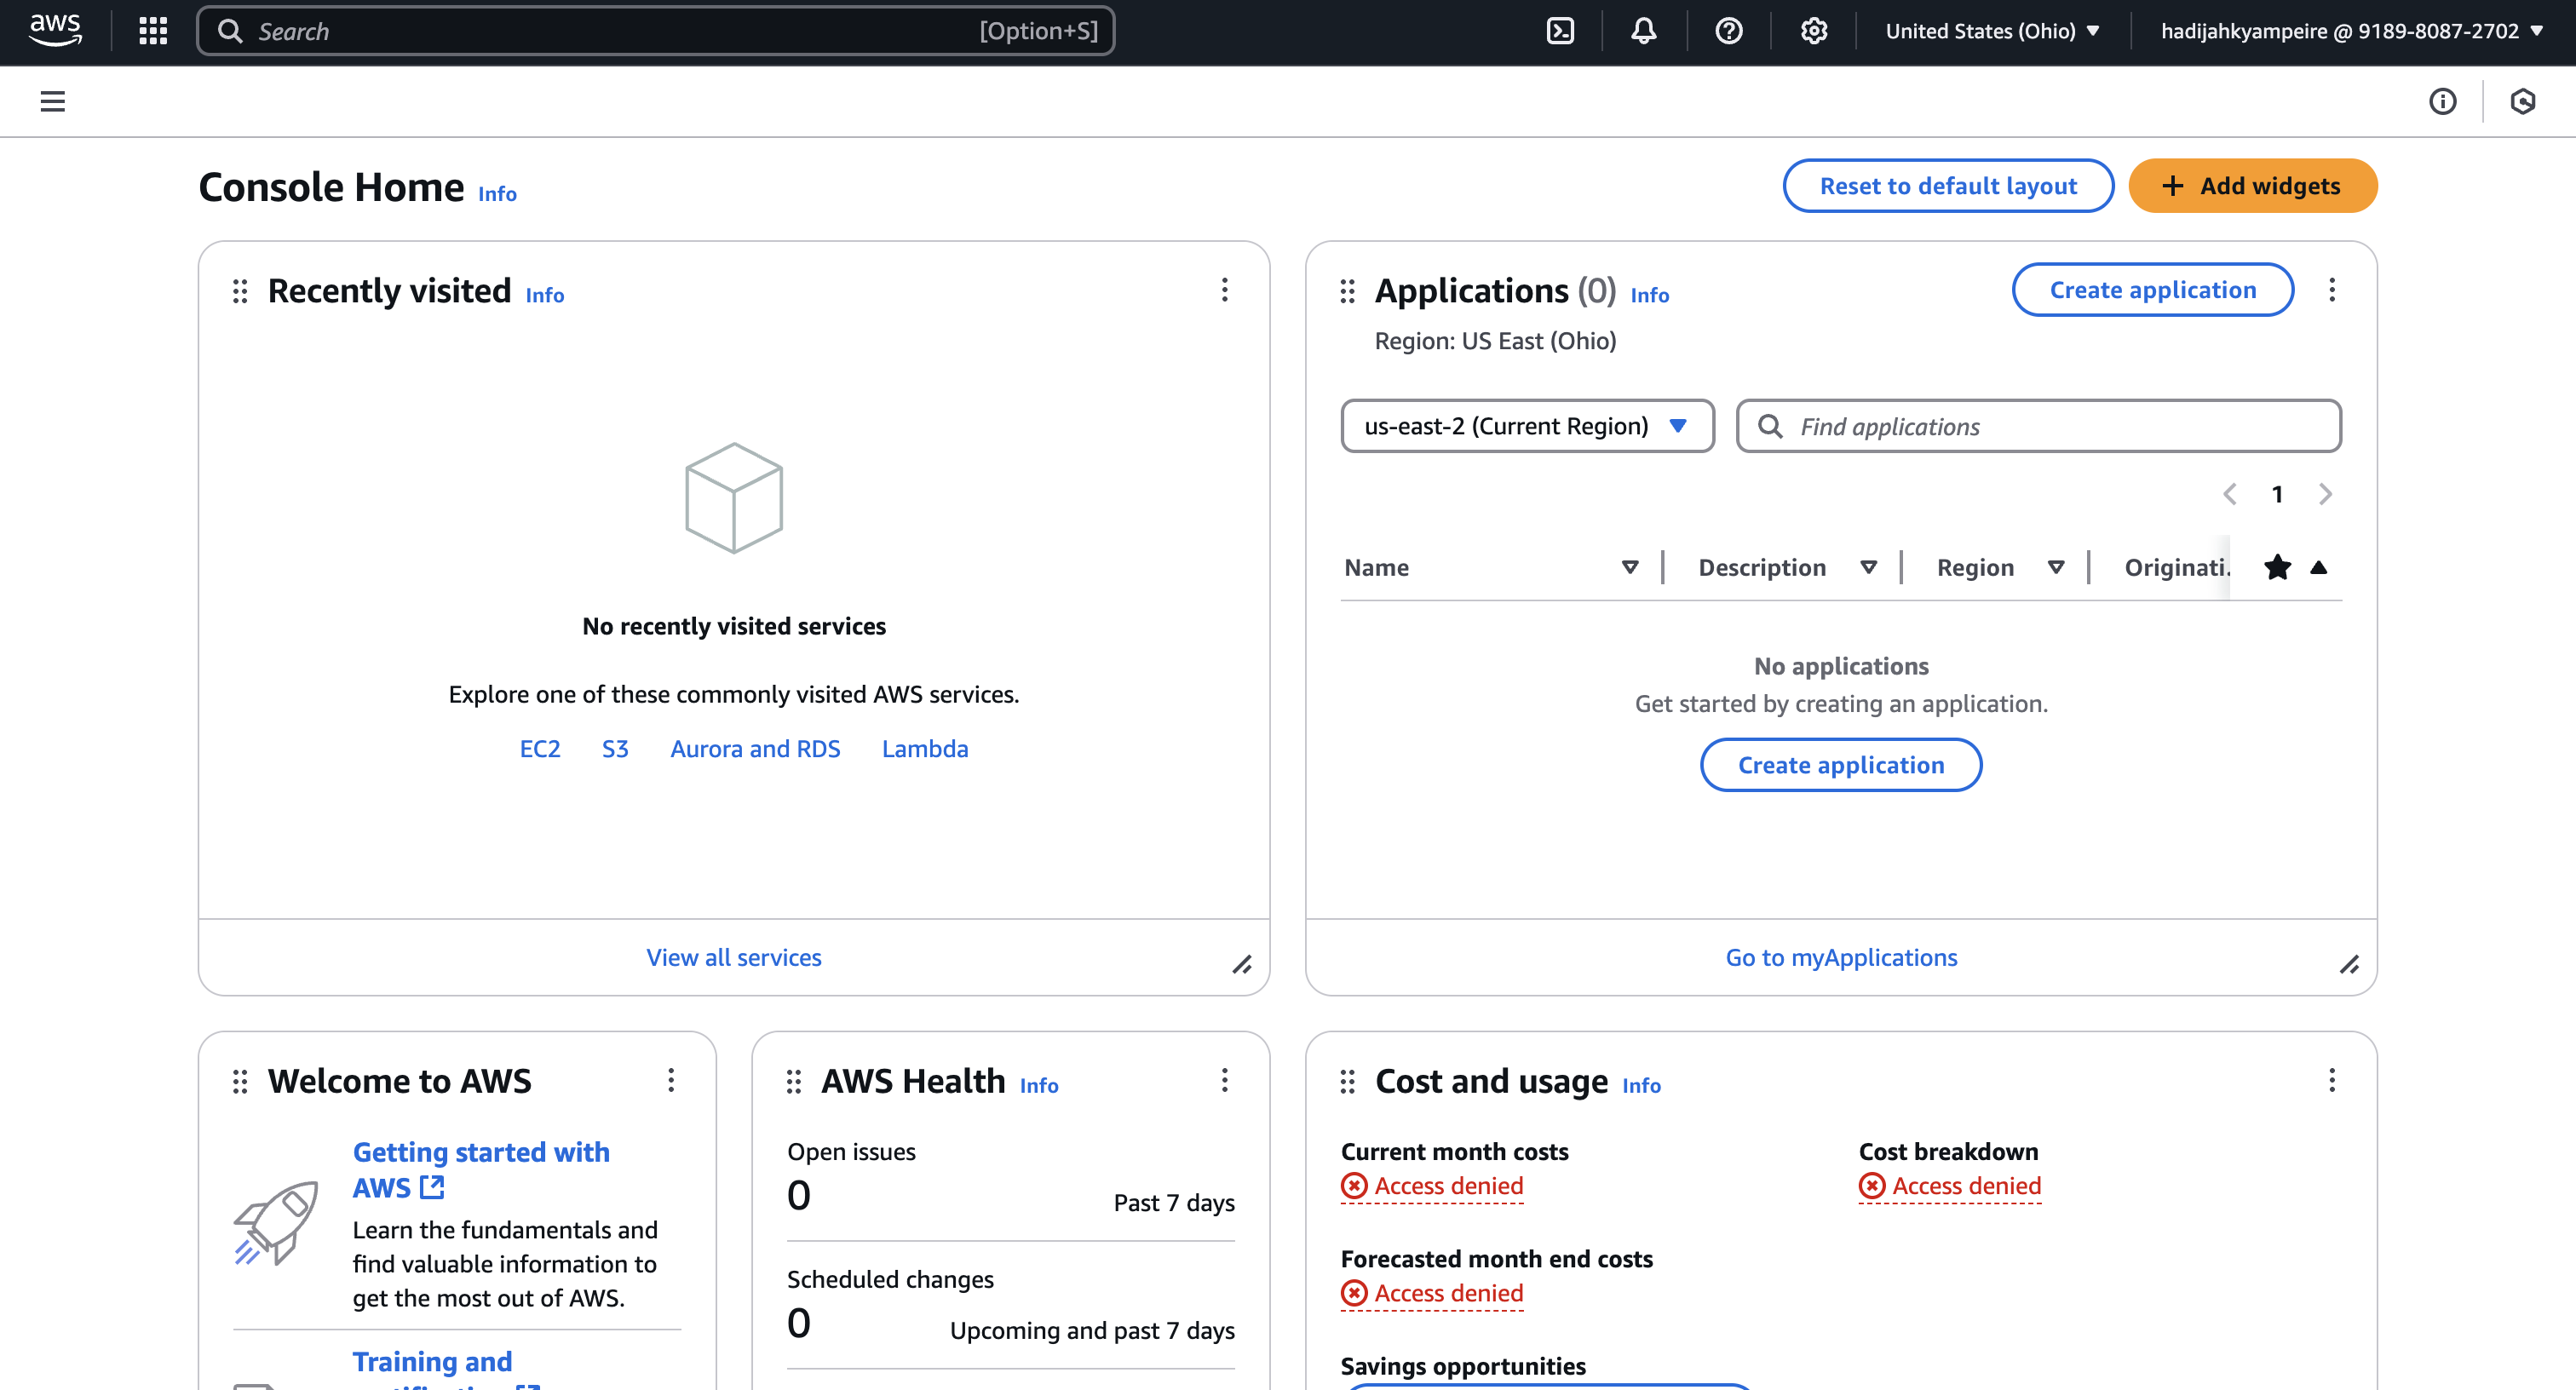 aws
Search [Option+S]
United States (Ohio)
hadijahkyampeire @ 9189-8087-2702
Console Home Info
Reset to default layout
Add widgets
Recently visited Info
No recently visited services
Explore one of these commonly visited AWS services.
EC2 S3 Aurora and RDS Lambda
View all services
Applications (0) Info
Create application
Region: US East (Ohio)
us-east-2 (Current Region)
Find applications
1
Name Description Region Originati.
No applications
Get started by creating an application.
Create application
Go to myApplications
Welcome to AWS
Getting started with
AWS
Learn the fundamentals and
find valuable information to
get the most out of AWS.
Training and
AWS Health Info
Open issues
0 Past 7 days
Scheduled changes
0 Upcoming and past 7 days
Cost and usage Info
Current month costs
Access denied
Cost breakdown
Access denied
Forecasted month end costs
Access denied
Savings opportunities